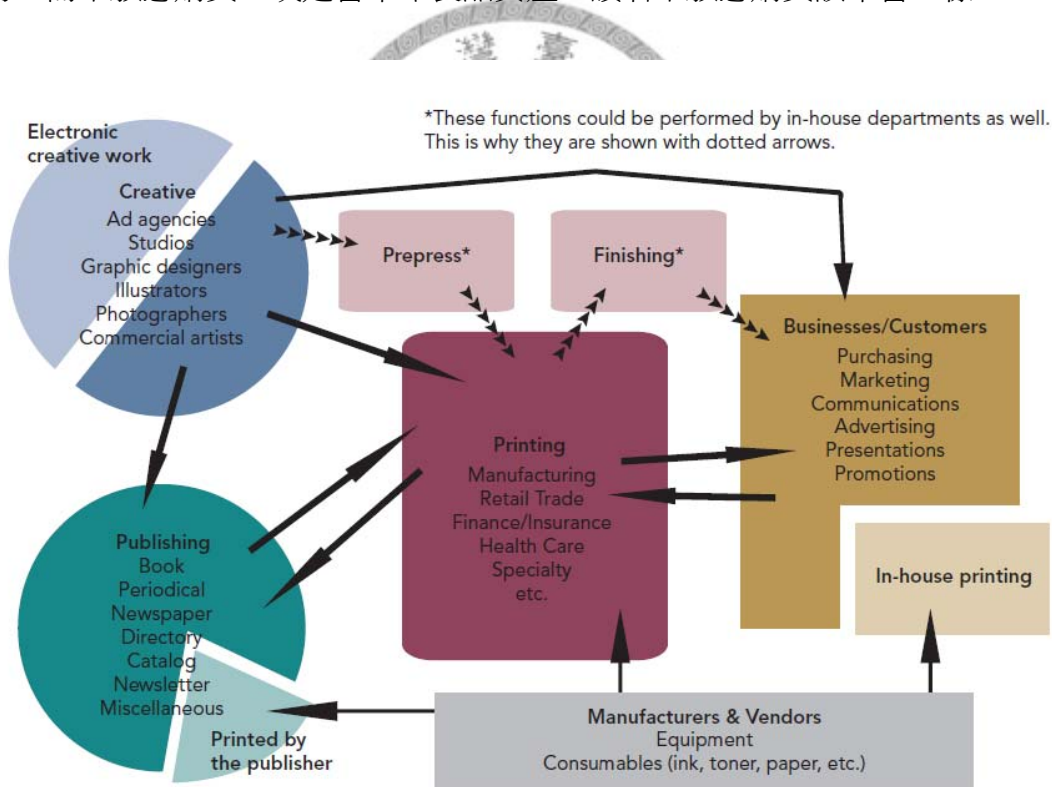 *These functions could be performed by in-house departments as well.
This is why they are shown with dotted arrows.
Electronic
creative work
Creative
Ad agencies
Studios
Graphic designers
Illustrators
Photographers
Commercial artists
Prepress*
Finishing*
Businesses/Customers
Purchasing
Marketing
Communications
Advertising
Presentations
Promotions
Printing
Manufacturing
Retail Trade
Finance/Insurance
Health Care
Specialty
etc.
Publishing
Book
Periodical
Newspaper
Directory
Catalog
Newsletter
Miscellaneous
In-house printing
Printed by
the publisher
Manufacturers & Vendors
Equipment
Consumables (ink, toner, paper, etc.)